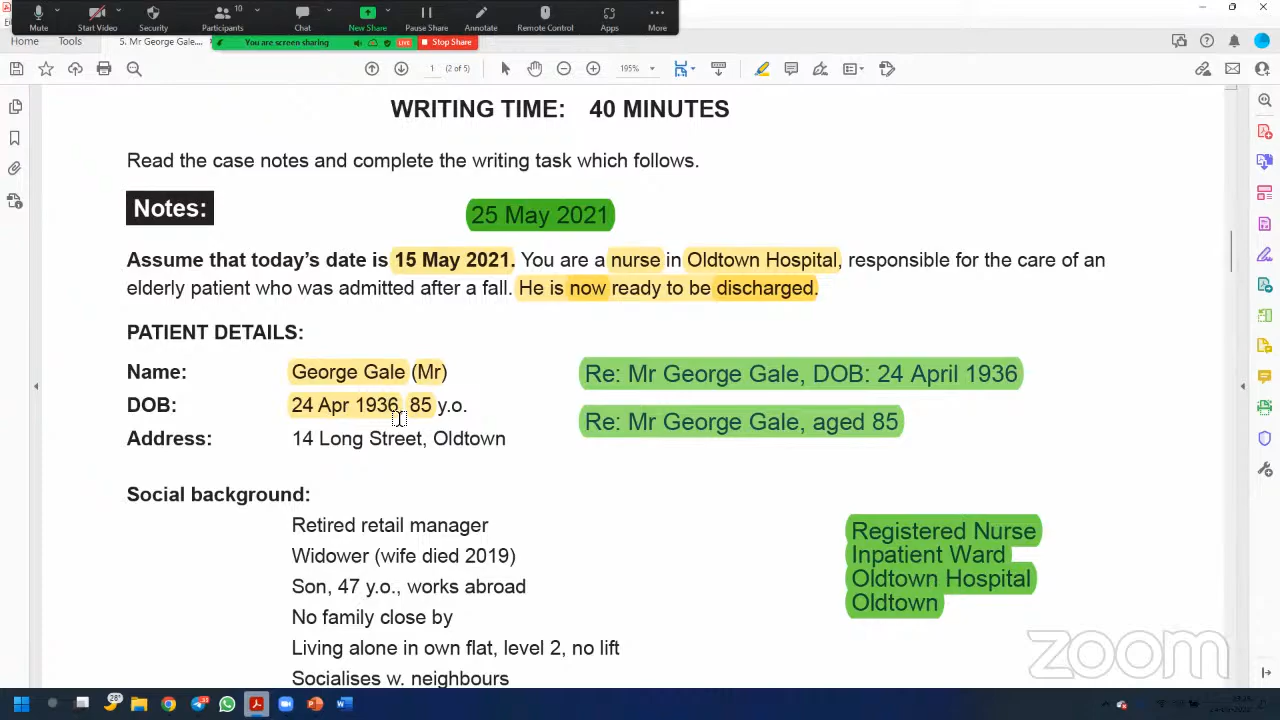 Mute
Start Video
Security
Participants
10
Chat
New Share
Pause Share
Annotate
Remote Control
Apps
More
You are screen sharing
LIVE
Stop Share
Home
Tools
5. Mr George Gale....
1
(2 of 5)
195%
WRITING TIME: 40 MINUTES
Read the case notes and complete the writing task which follows.
Notes:
25 May 2021
Assume that today's date is 15 May 2021. You are a nurse in Oldtown Hospital, responsible for the care of an
elderly patient who was admitted after a fall. He is now ready to be discharged.
PATIENT DETAILS:
Name: George Gale (Mr)
Re: Mr George Gale, DOB: 24 April 1936
DOB: 24 Apr 1936, 85 y.o.
Re: Mr George Gale, aged 85
Address: 14 Long Street, Oldtown
Social background:
Retired retail manager
Widower (wife died 2019)
Son, 47 y.o., works abroad
No family close by
Living alone in own flat, level 2, no lift
Socialises w. neighbours
Registered Nurse
Inpatient Ward
Oldtown Hospital
Oldtown
zoom
28°